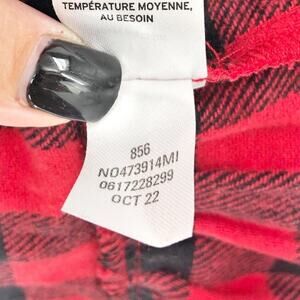 TEMPÉRATURE MOYENNE,
AU BESOIN
856
N0473914MI
0617228299
OCT 22